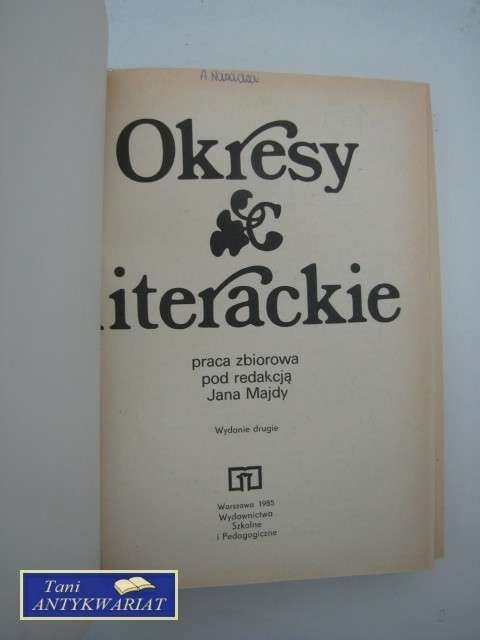 Okresy
literackie
praca zbiorowa
pod redakcją
Jana Majdy
Wydanie drugie
Warszawa 1985
Wydawnictwa
Szkolne
i Pedagogiczne
Tani
ANTYKWARIAT